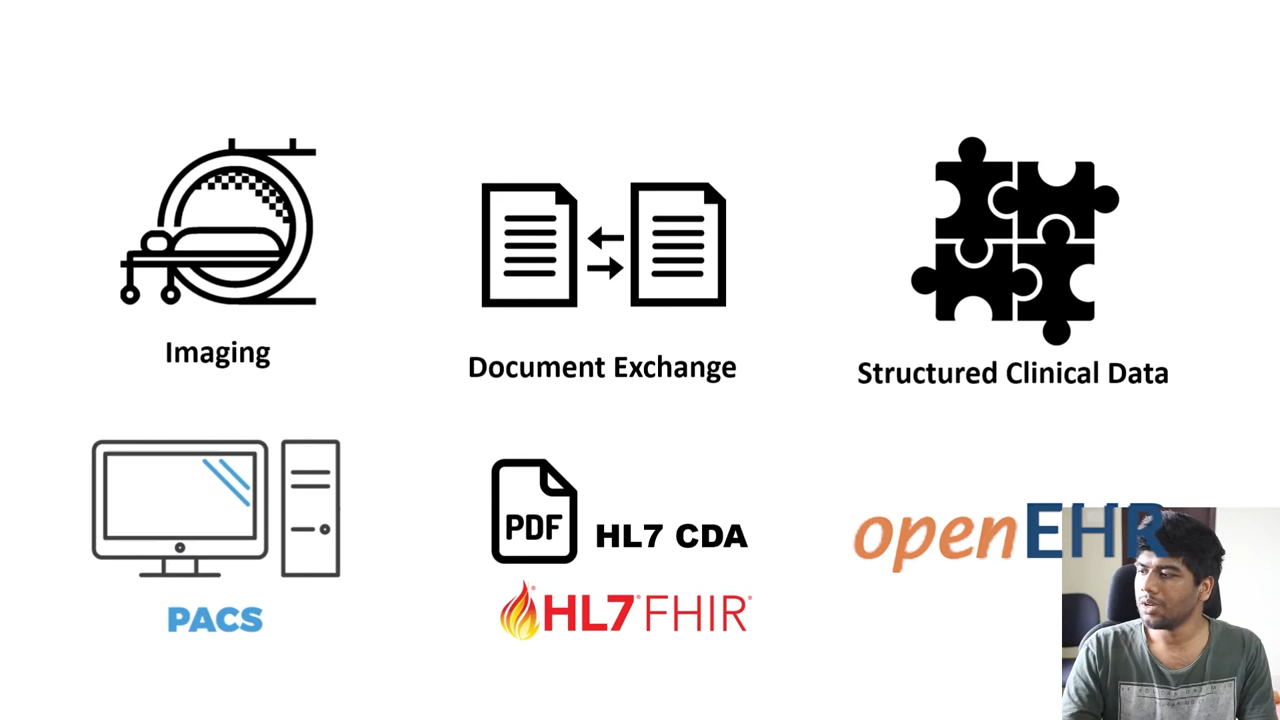 Imaging
Document Exchange
Structured Clinical Data
PDF
HL7 CDA
openEHR
HL7 FHIR
PACS